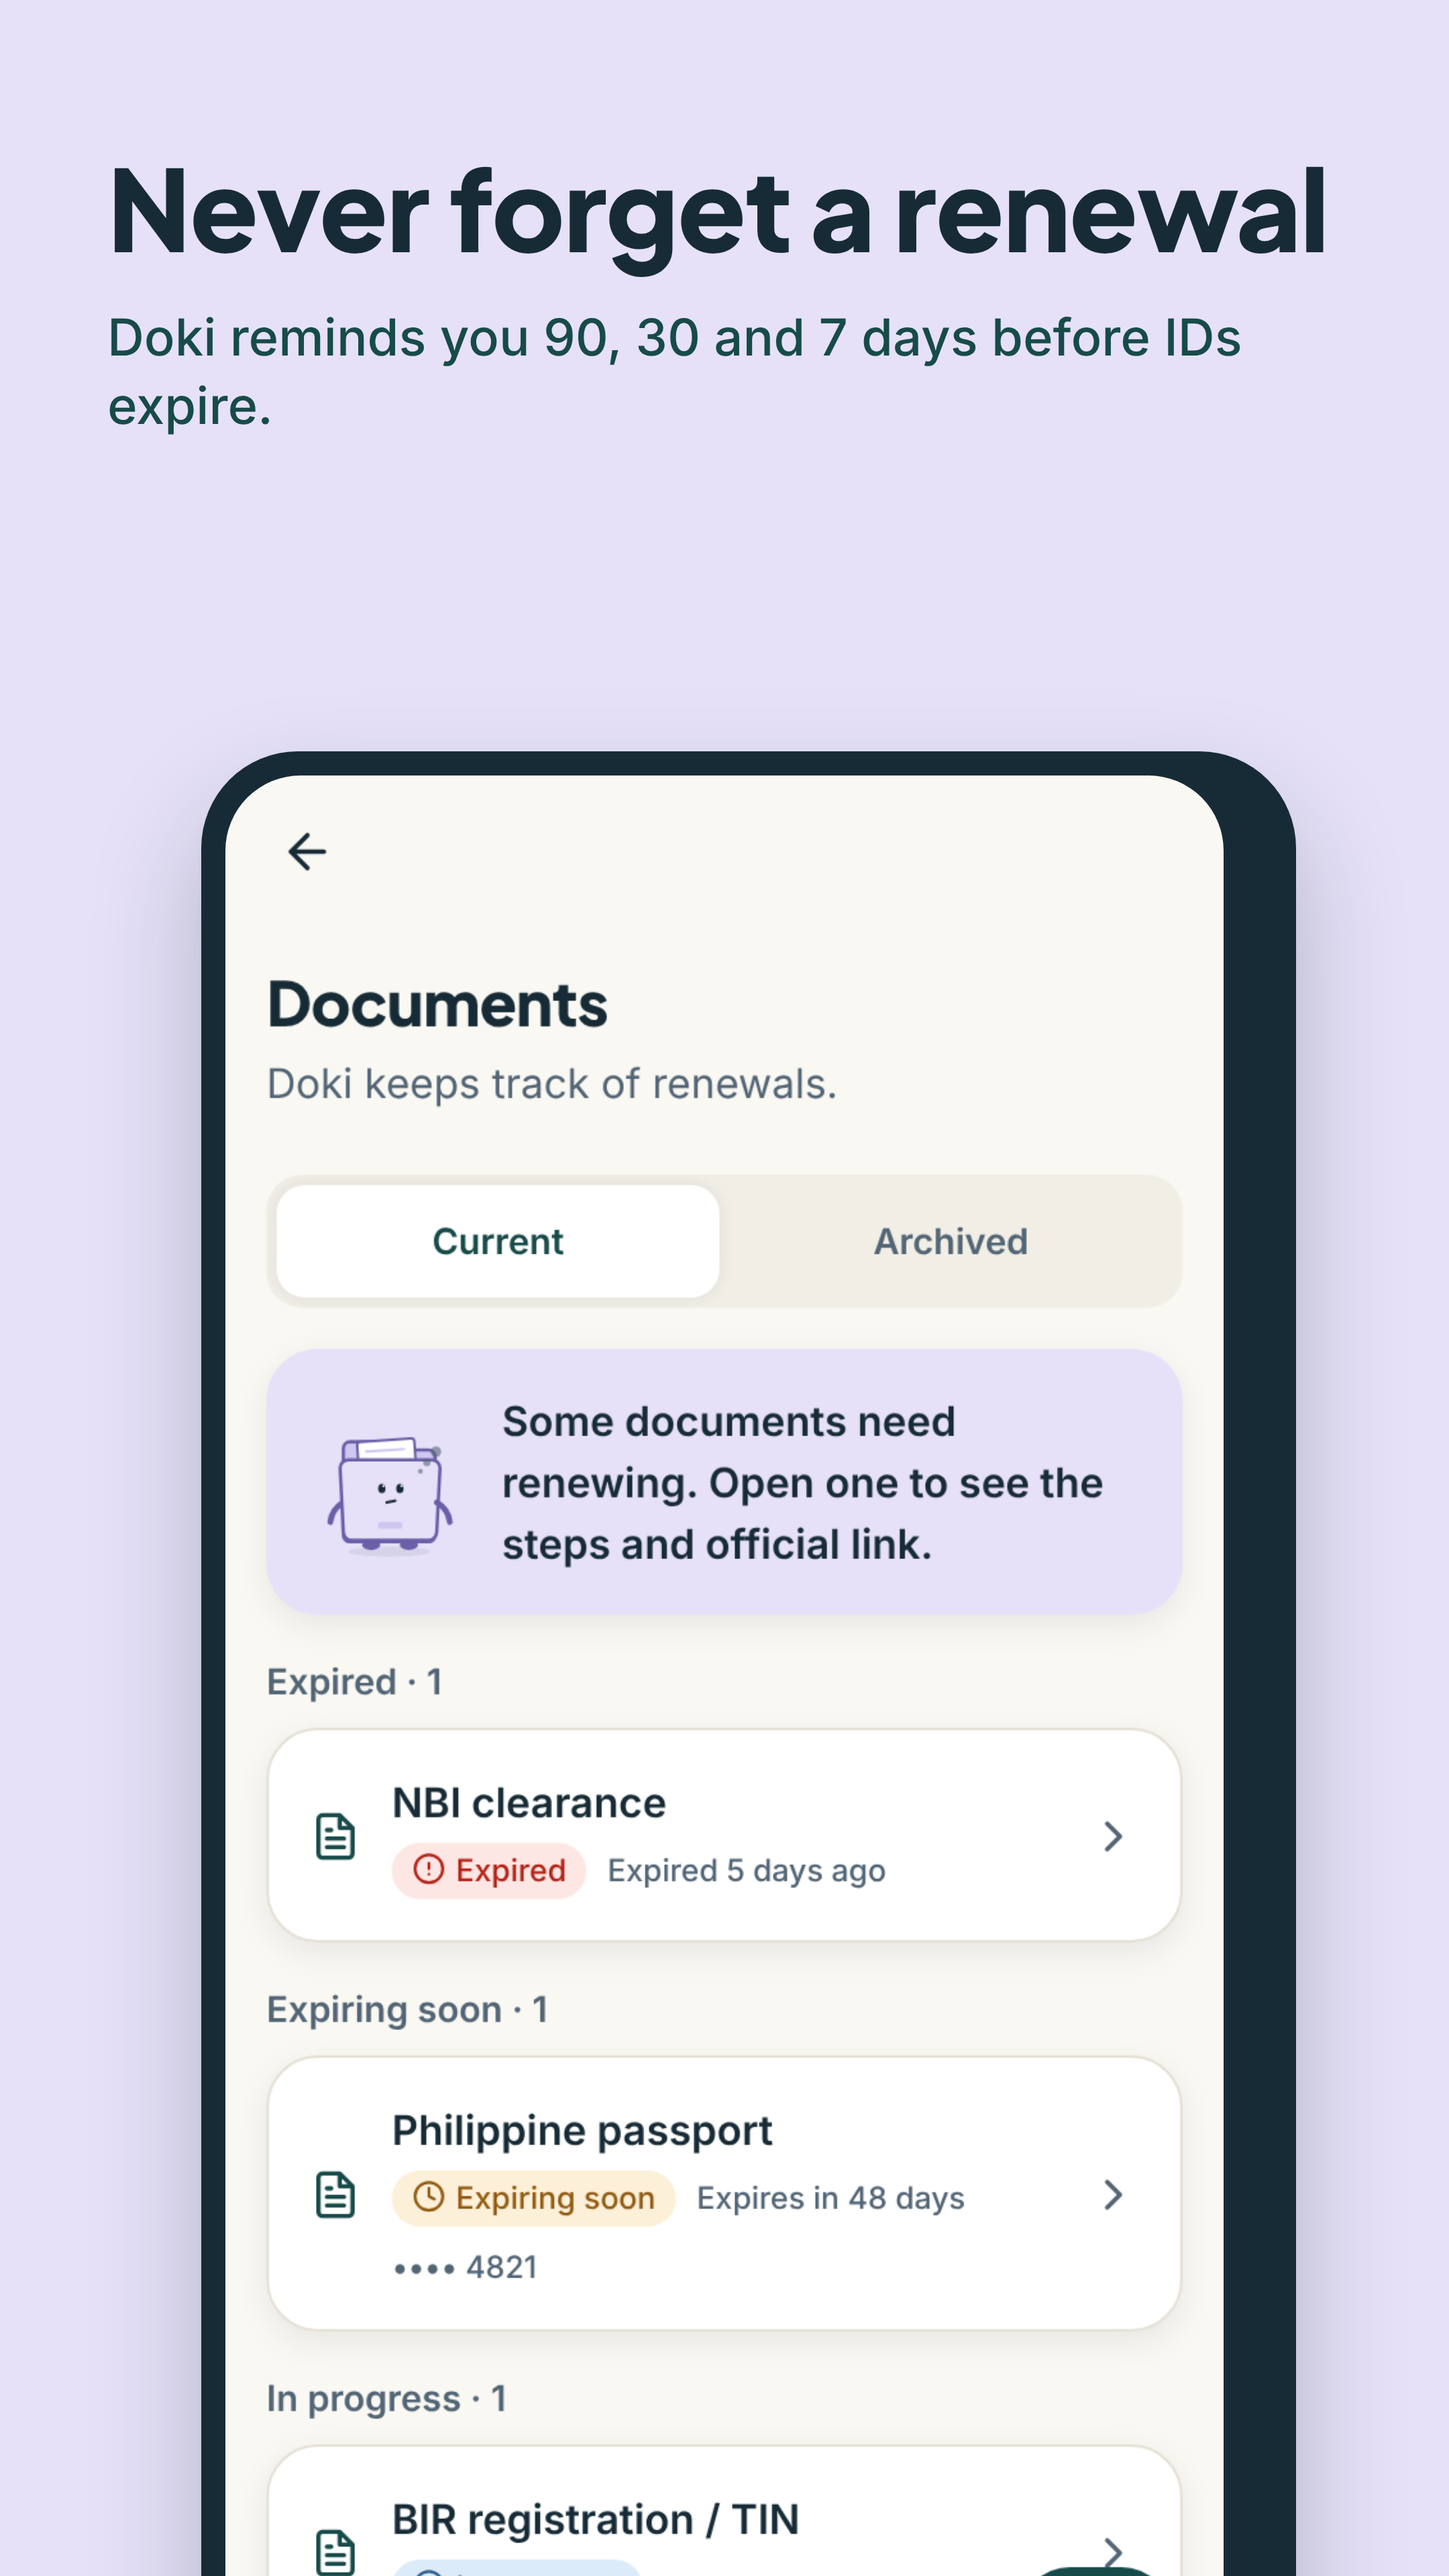 Never forget a renewal
Doki reminds you 90, 30 and 7 days before IDs
expire.
Documents
Doki keeps track of renewals.
Current
Archived
Some documents need
renewing. Open one to see the
steps and official link.
Expired · 1
NBI clearance
Expired
Expired 5 days ago
Expiring soon · 1
Philippine passport
Expiring soon
Expires in 48 days
•••• 4821
In progress · 1
BIR registration / TIN